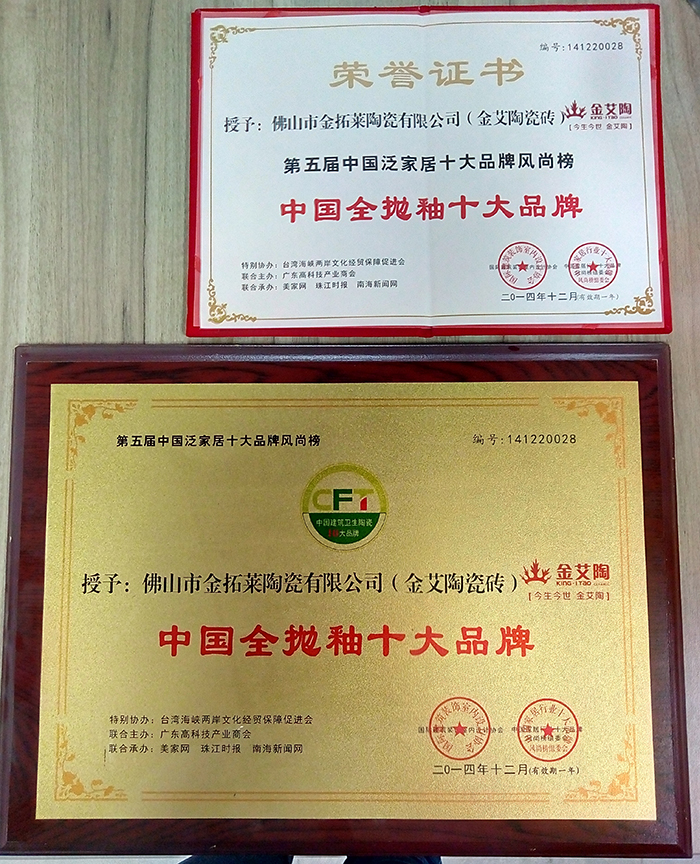 编号:141220028
荣誉证书
授予：佛山市金拓莱陶瓷有限公司（金艾陶瓷砖）
金艾陶
KING·ITAO
[今生今世 金艾陶]
第五届中国泛家居十大品牌风尚榜
中国全抛釉十大品牌
特别协办：台湾海峡两岸文化经贸保障促进会
联合主办：广东高科技产业商会
联合承办：美家网 珠江时报 南海新闻网
二〇一四年十二月(有效期一年)
第五届中国泛家居十大品牌风尚榜
编号:141220028
CFT
中国建筑卫生陶瓷
十大品牌
授予：佛山市金拓莱陶瓷有限公司（金艾陶瓷砖）
金艾陶
KING·ITAO
[今生今世 金艾陶]
中国全抛釉十大品牌
特别协办：台湾海峡两岸文化经贸保障促进会
联合主办：广东高科技产业商会
联合承办：美家网 珠江时报 南海新闻网
二〇一四年十二月(有效期一年)